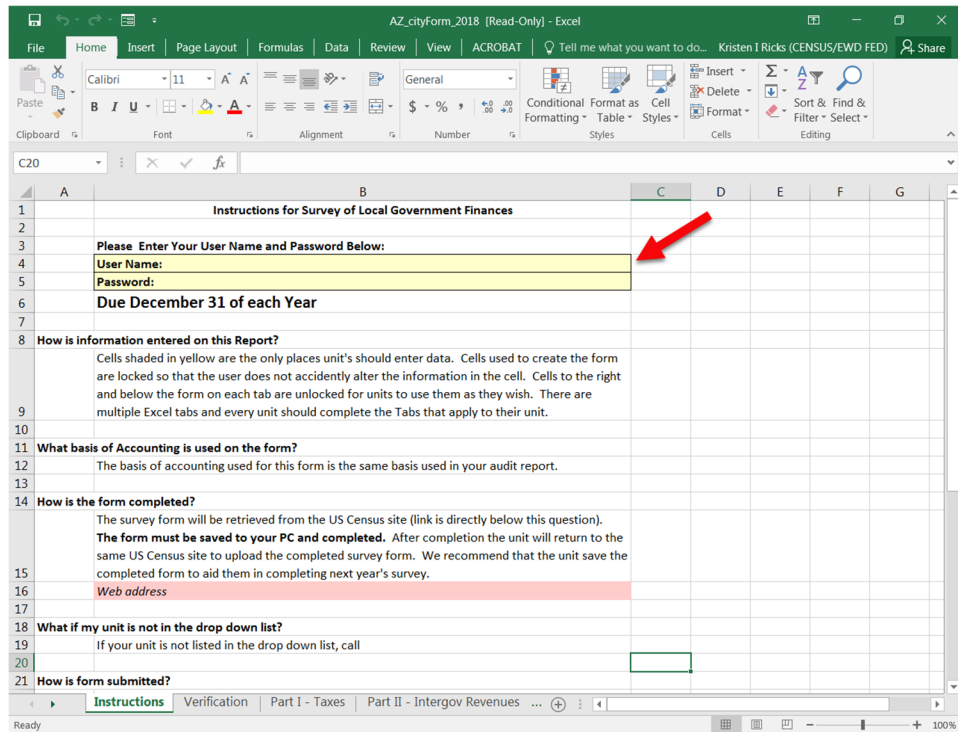 AZ_cityForm_2018 [Read-Only] - Excel
File Home Insert Page Layout Formulas Data Review View ACROBAT Tell me what you want to do... Kristen I Ricks (CENSUS/EWD FED) Share
Paste Calibri 11 A A General Conditional Formatting Format as Table Cell Styles Insert Delete Format Sort & Filter Find & Select
B I U A $ % , .0 .00 .00 .0
Clipboard Font Alignment Number Styles Cells Editing
C20 fx
A B C D E F G
1 Instructions for Survey of Local Government Finances
2
3 Please Enter Your User Name and Password Below:
4 User Name:
5 Password:
6 Due December 31 of each Year
7
8 How is information entered on this Report?
Cells shaded in yellow are the only places unit's should enter data. Cells used to create the form
are locked so that the user does not accidently alter the information in the cell. Cells to the right
and below the form on each tab are unlocked for units to use them as they wish. There are
9 multiple Excel tabs and every unit should complete the Tabs that apply to their unit.
10
11 What basis of Accounting is used on the form?
12 The basis of accounting used for this form is the same basis used in your audit report.
13
14 How is the form completed?
The survey form will be retrieved from the US Census site (link is directly below this question).
The form must be saved to your PC and completed. After completion the unit will return to the
same US Census site to upload the completed survey form. We recommend that the unit save the
15 completed form to aid them in completing next year's survey.
16 Web address
17
18 What if my unit is not in the drop down list?
19 If your unit is not listed in the drop down list, call
20
21 How is form submitted?
Instructions Verification Part I - Taxes Part II - Intergov Revenues ...
Ready 100%